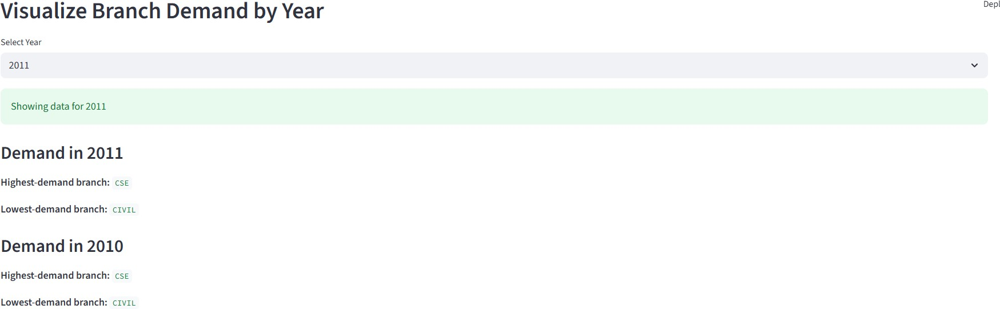 Visualize Branch Demand by Year
Depl
Select Year
2011
Showing data for 2011
Demand in 2011
Highest-demand branch: CSE
Lowest-demand branch: CIVIL
Demand in 2010
Highest-demand branch: CSE
Lowest-demand branch: CIVIL